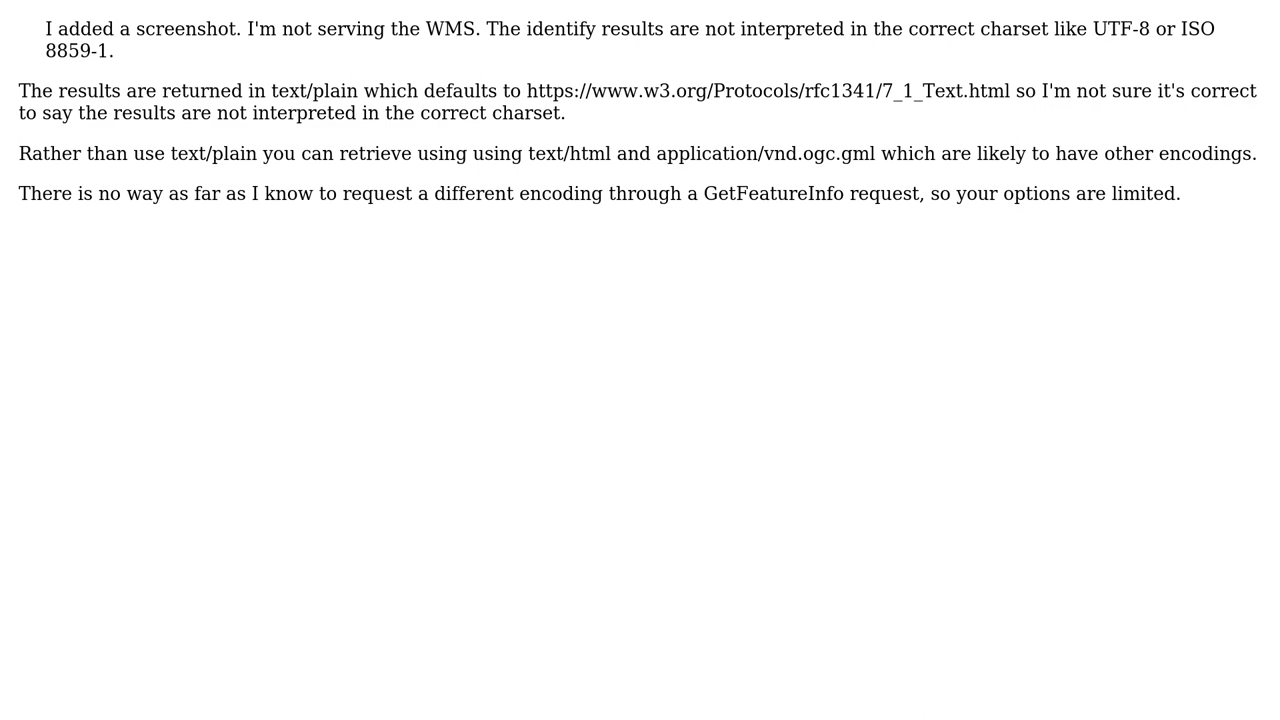 I added a screenshot. I'm not serving the WMS. The identify results are not interpreted in the correct charset like UTF-8 or ISO
8859-1.
The results are returned in text/plain which defaults to https://www.w3.org/Protocols/rfc1341/7_1_Text.html so I'm not sure it's correct
to say the results are not interpreted in the correct charset.
Rather than use text/plain you can retrieve using using text/html and application/vnd.ogc.gml which are likely to have other encodings.
There is no way as far as I know to request a different encoding through a GetFeatureInfo request, so your options are limited.